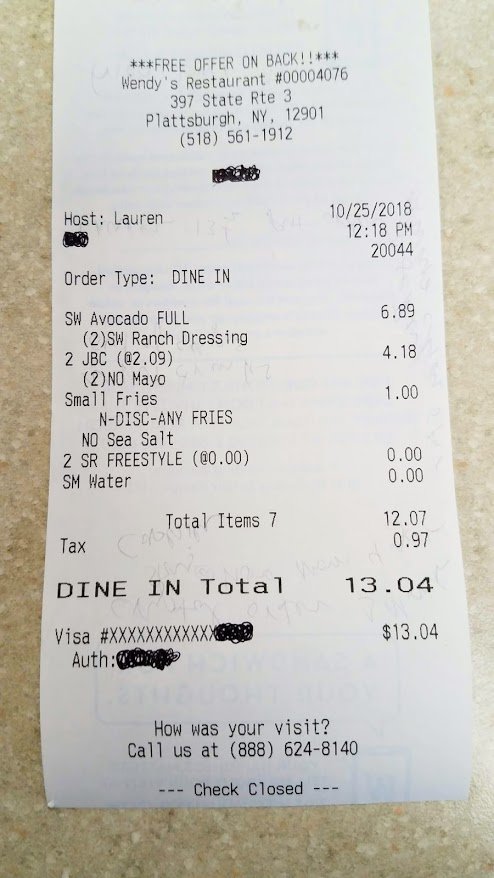 ***FREE OFFER ON BACK!!***
Wendy's Restaurant #00004076
397 State Rte 3
Plattsburgh, NY, 12901
(518) 561-1912
Host: Lauren 10/25/2018
12:18 PM
20044
Order Type: DINE IN
SW Avocado FULL 6.89
(2)SW Ranch Dressing
2 JBC (@2.09) 4.18
(2)NO Mayo
Small Fries 1.00
N-DISC-ANY FRIES
NO Sea Salt
2 SR FREESTYLE (@0.00) 0.00
SM Water 0.00
Total Items 7 12.07
Tax 0.97
DINE IN Total 13.04
Visa #XXXXXXXXXXXX $13.04
Auth:
How was your visit?
Call us at (888) 624-8140
--- Check Closed ---